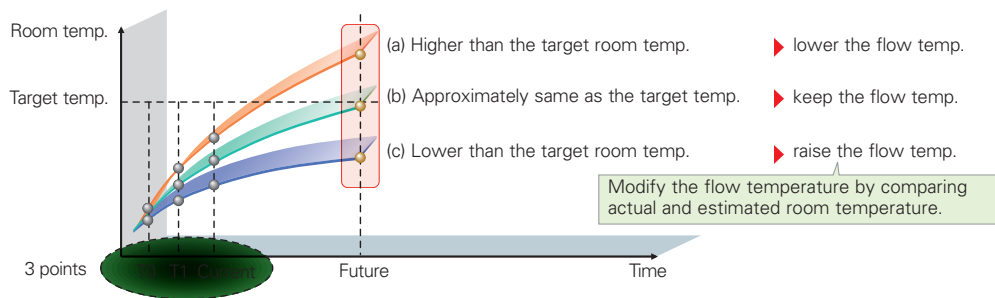 Room temp.
(a) Higher than the target room temp.
lower the flow temp.
Target temp.
(b) Approximately same as the target temp.
keep the flow temp.
(c) Lower than the target room temp.
raise the flow temp.
Modify the flow temperature by comparing
actual and estimated room temperature.
3 points
T1 Current
Future
Time